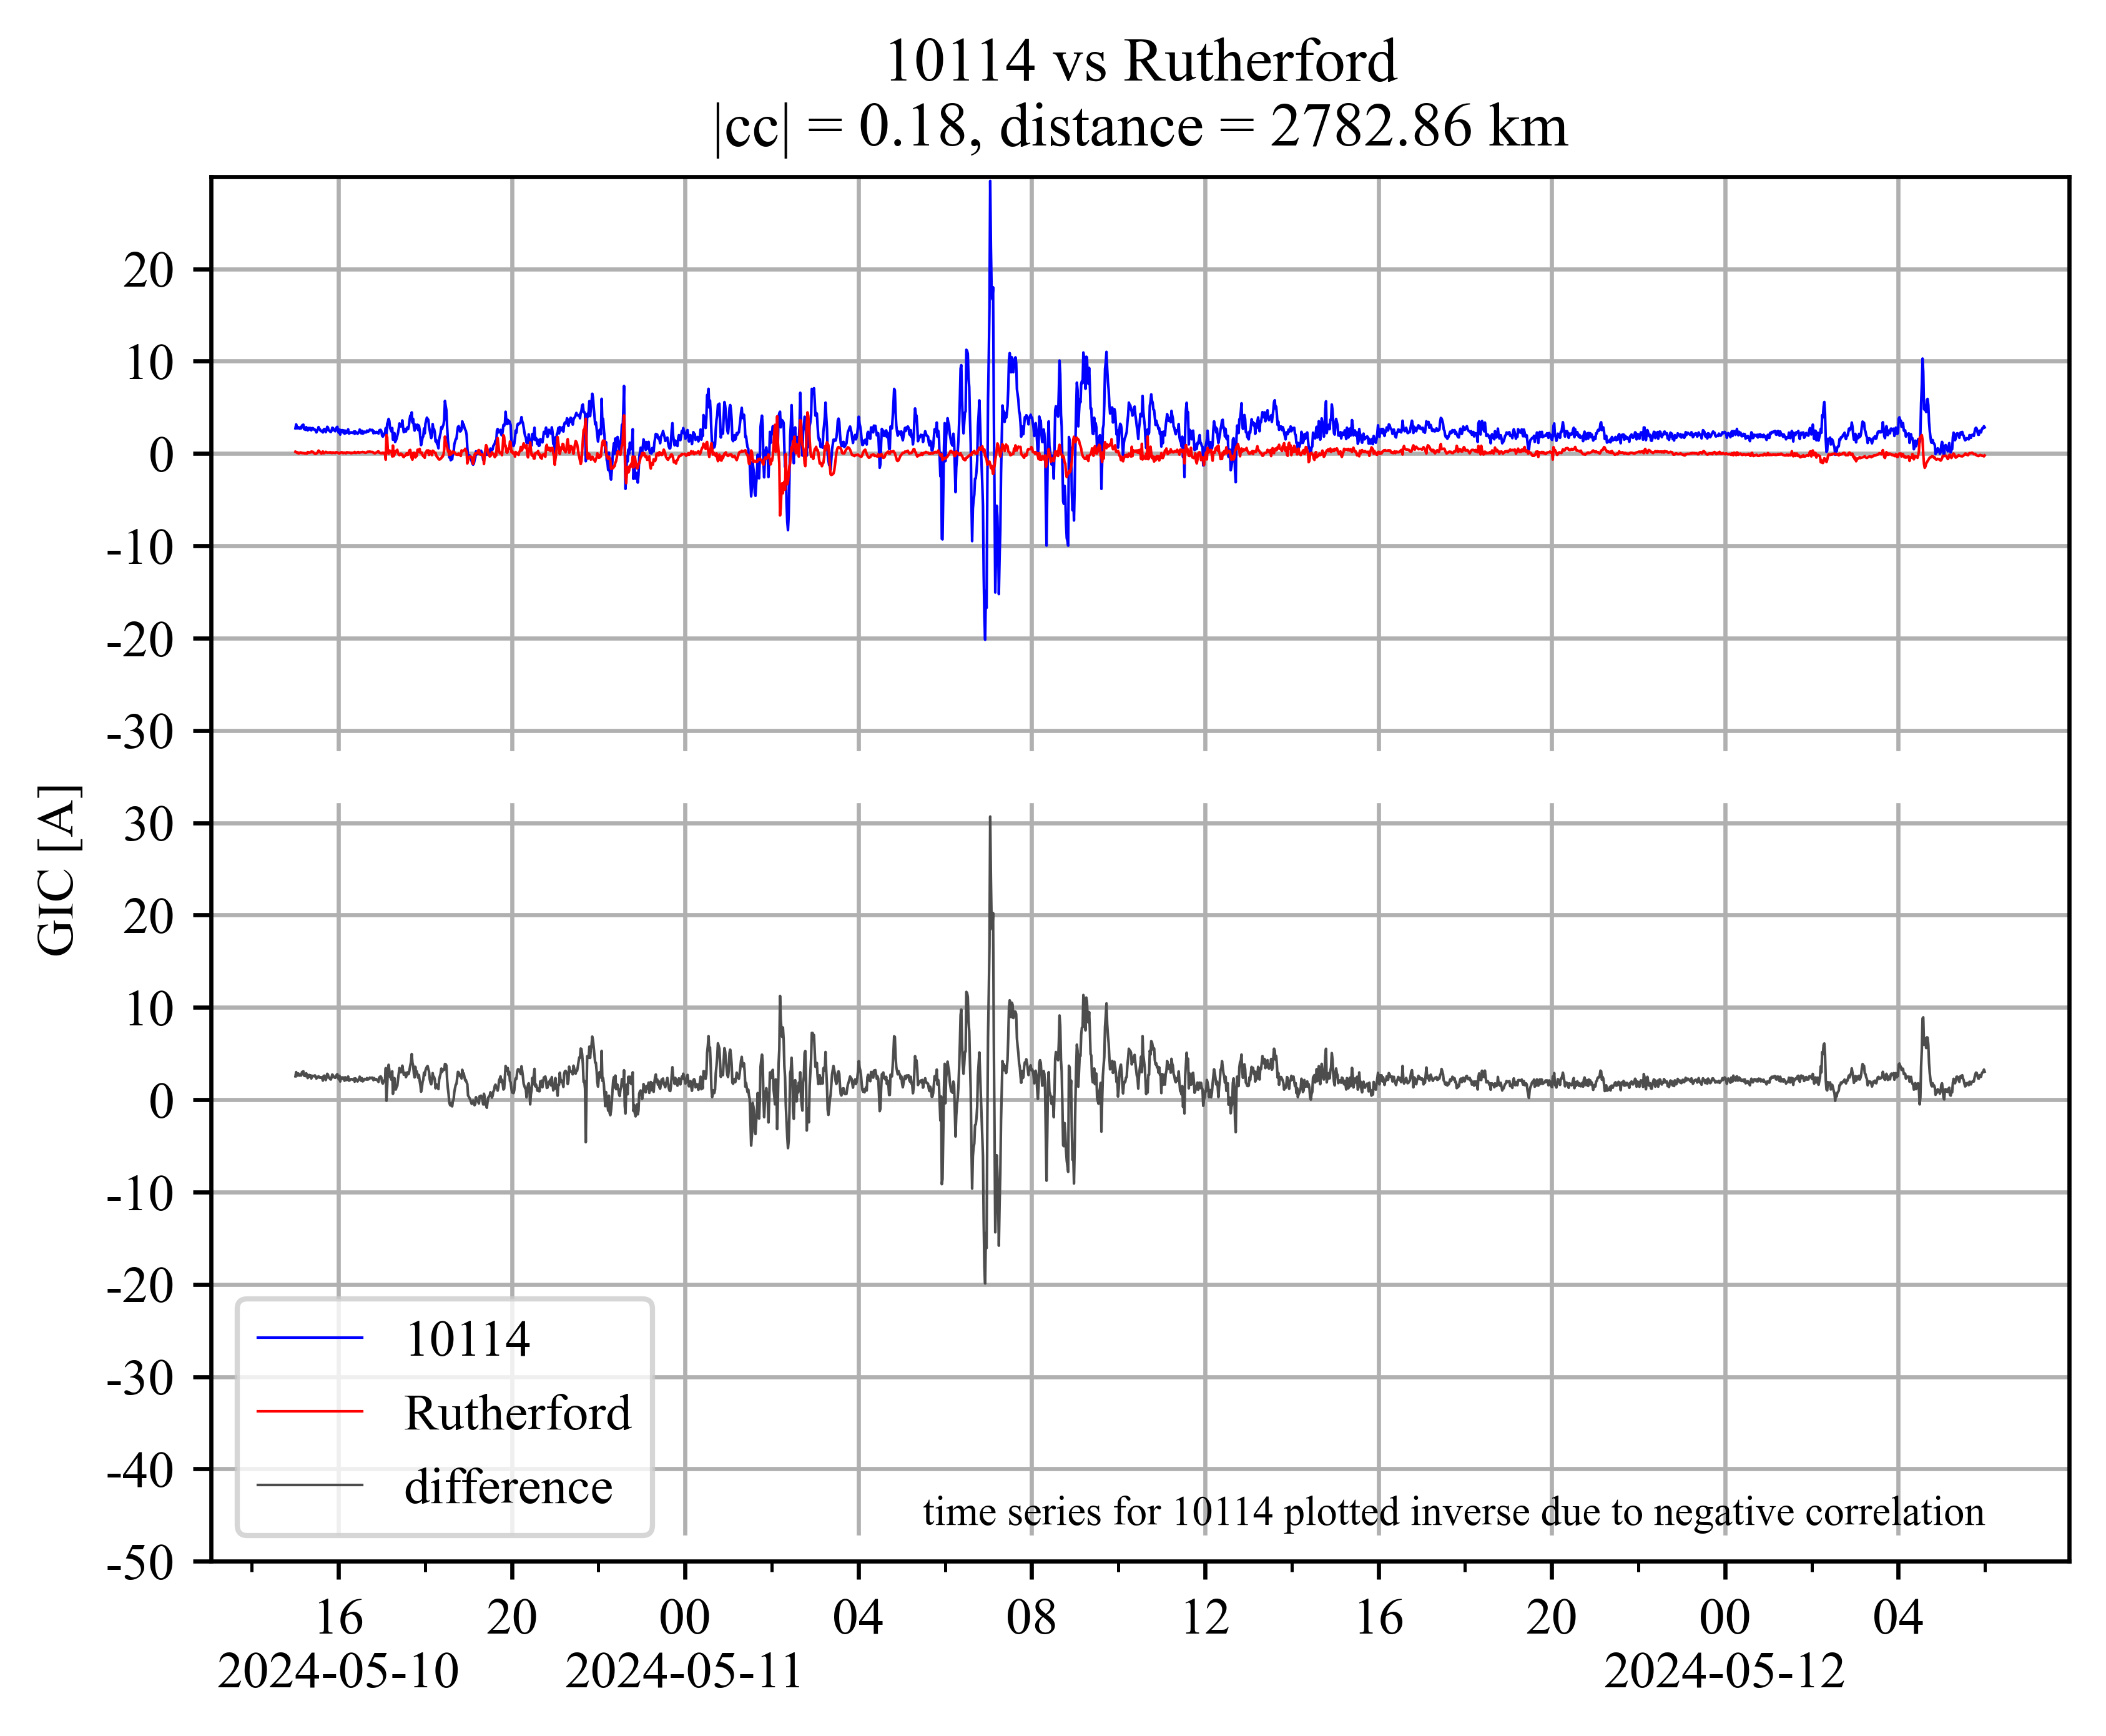 10114 vs Rutherford
|cc| = 0.18, distance = 2782.86 km
GIC [A]
20
10
0
-10
-20
-30
30
20
10
0
-10
-20
-30
-40
-50
10114
Rutherford
difference
time series for 10114 plotted inverse due to negative correlation
16 20 00 04 08 12 16 20 00 04
2024-05-10 2024-05-11 2024-05-12